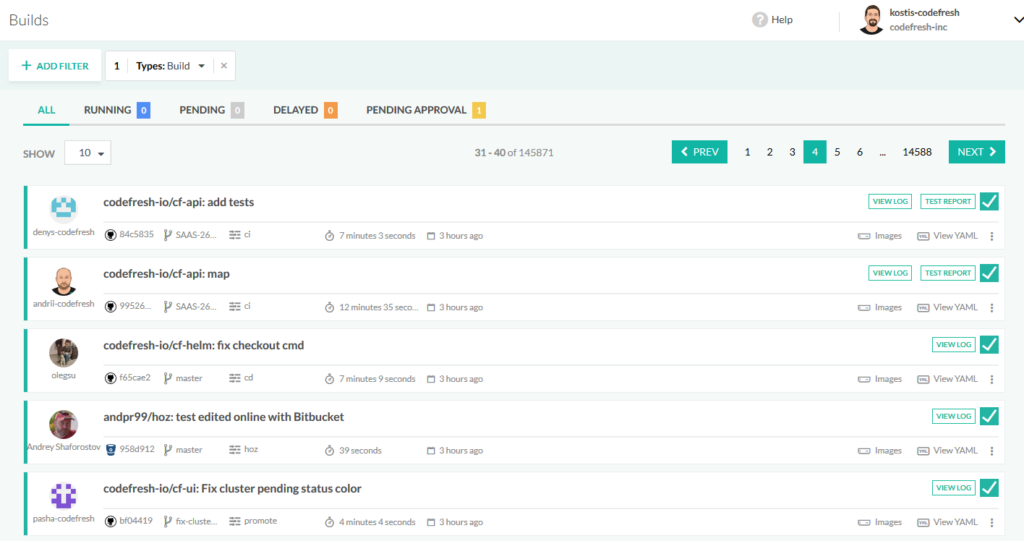 Builds
Help
kostis-codefresh
codefresh-inc
+ ADD FILTER
1 Types: Build ×
ALL RUNNING 0 PENDING 0 DELAYED 0 PENDING APPROVAL 1
SHOW 10 31 - 40 of 145871 PREV 1 2 3 4 5 6 ... 14588 NEXT
codefresh-io/cf-api: add tests VIEW LOG TEST REPORT
denys-codefresh 84c5835 SAAS-26... ci 7 minutes 3 seconds 3 hours ago Images YML View YAML
codefresh-io/cf-api: map VIEW LOG TEST REPORT
andrii-codefresh 99526... SAAS-26... ci 12 minutes 35 seco... 3 hours ago Images YML View YAML
codefresh-io/cf-helm: fix checkout cmd VIEW LOG
olegsu f65cae2 master cd 7 minutes 9 seconds 3 hours ago Images YML View YAML
andpr99/hoz: test edited online with Bitbucket VIEW LOG
Andrey Shaforostov 958d912 master hoz 39 seconds 3 hours ago Images YML View YAML
codefresh-io/cf-ui: Fix cluster pending status color VIEW LOG
pasha-codefresh bf04419 fix-cluste... promote 4 minutes 4 seconds 3 hours ago Images YML View YAML